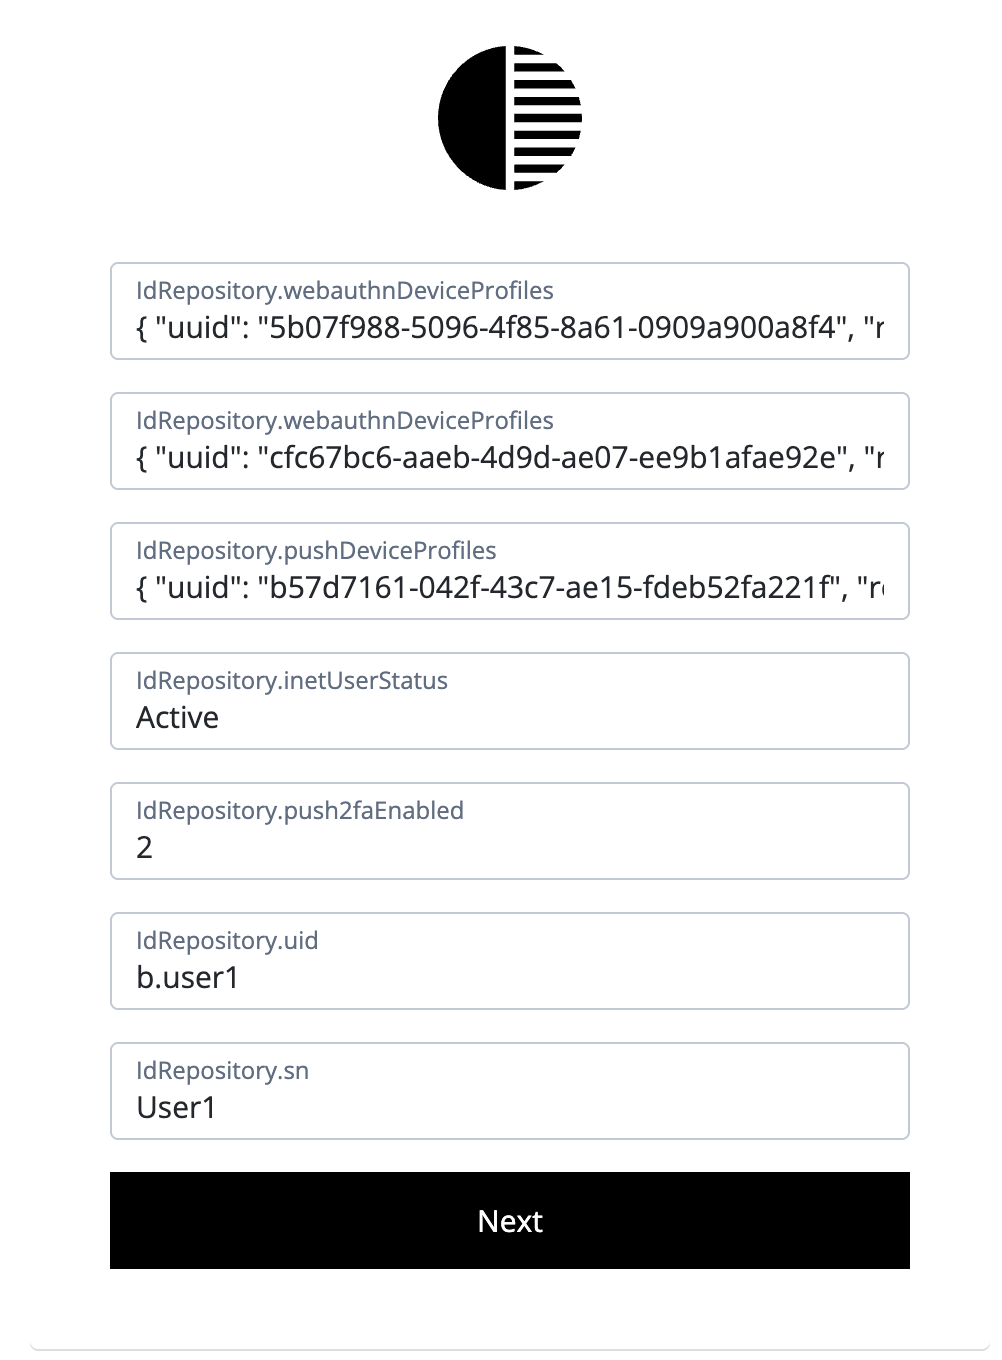 IdRepository.webauthnDeviceProfiles
{ "uuid": "5b07f988-5096-4f85-8a61-0909a900a8f4", "r
IdRepository.webauthnDeviceProfiles
{ "uuid": "cfc67bc6-aaeb-4d9d-ae07-ee9b1afae92e", "r
IdRepository.pushDeviceProfiles
{ "uuid": "b57d7161-042f-43c7-ae15-fdeb52fa221f", "r
IdRepository.inetUserStatus
Active
IdRepository.push2faEnabled
2
IdRepository.uid
b.user1
IdRepository.sn
User1
Next